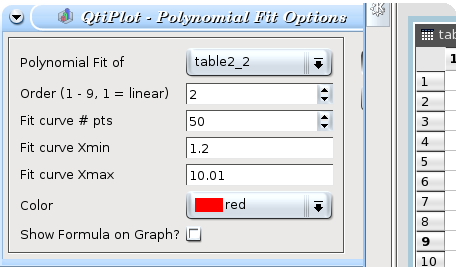 QtiPlot - Polynomial Fit Options
Polynomial Fit of table2_2
Order (1 - 9, 1 = linear) 2
Fit curve # pts 50
Fit curve Xmin 1.2
Fit curve Xmax 10.01
Color red
Show Formula on Graph?
tab
1
1
2
3
4
5
6
7
8
9
10